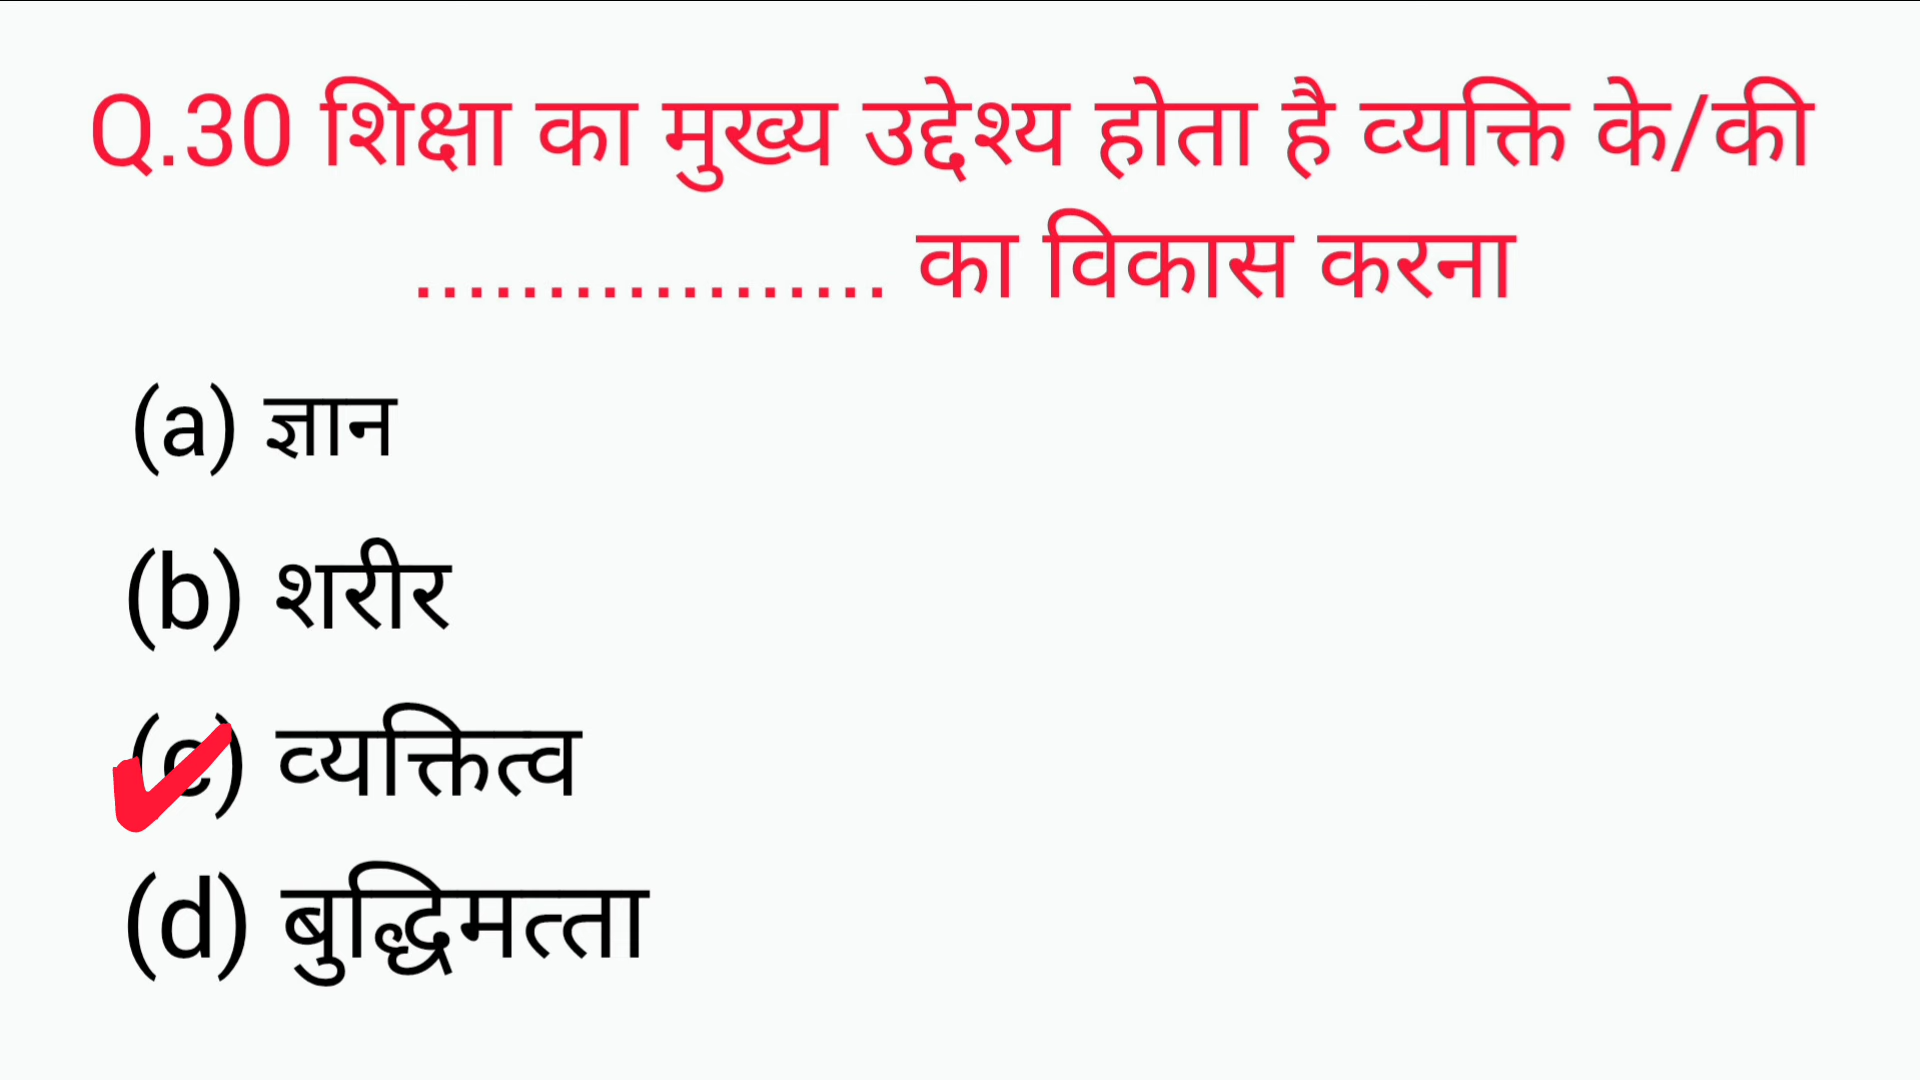 Q.30 शिक्षा का मुख्य उद्देश्य होता है व्यक्ति के/की
.................. का विकास करना
(a) ज्ञान
(b) शरीर
(c) व्यक्तित्व
(d) बुद्धिमत्ता